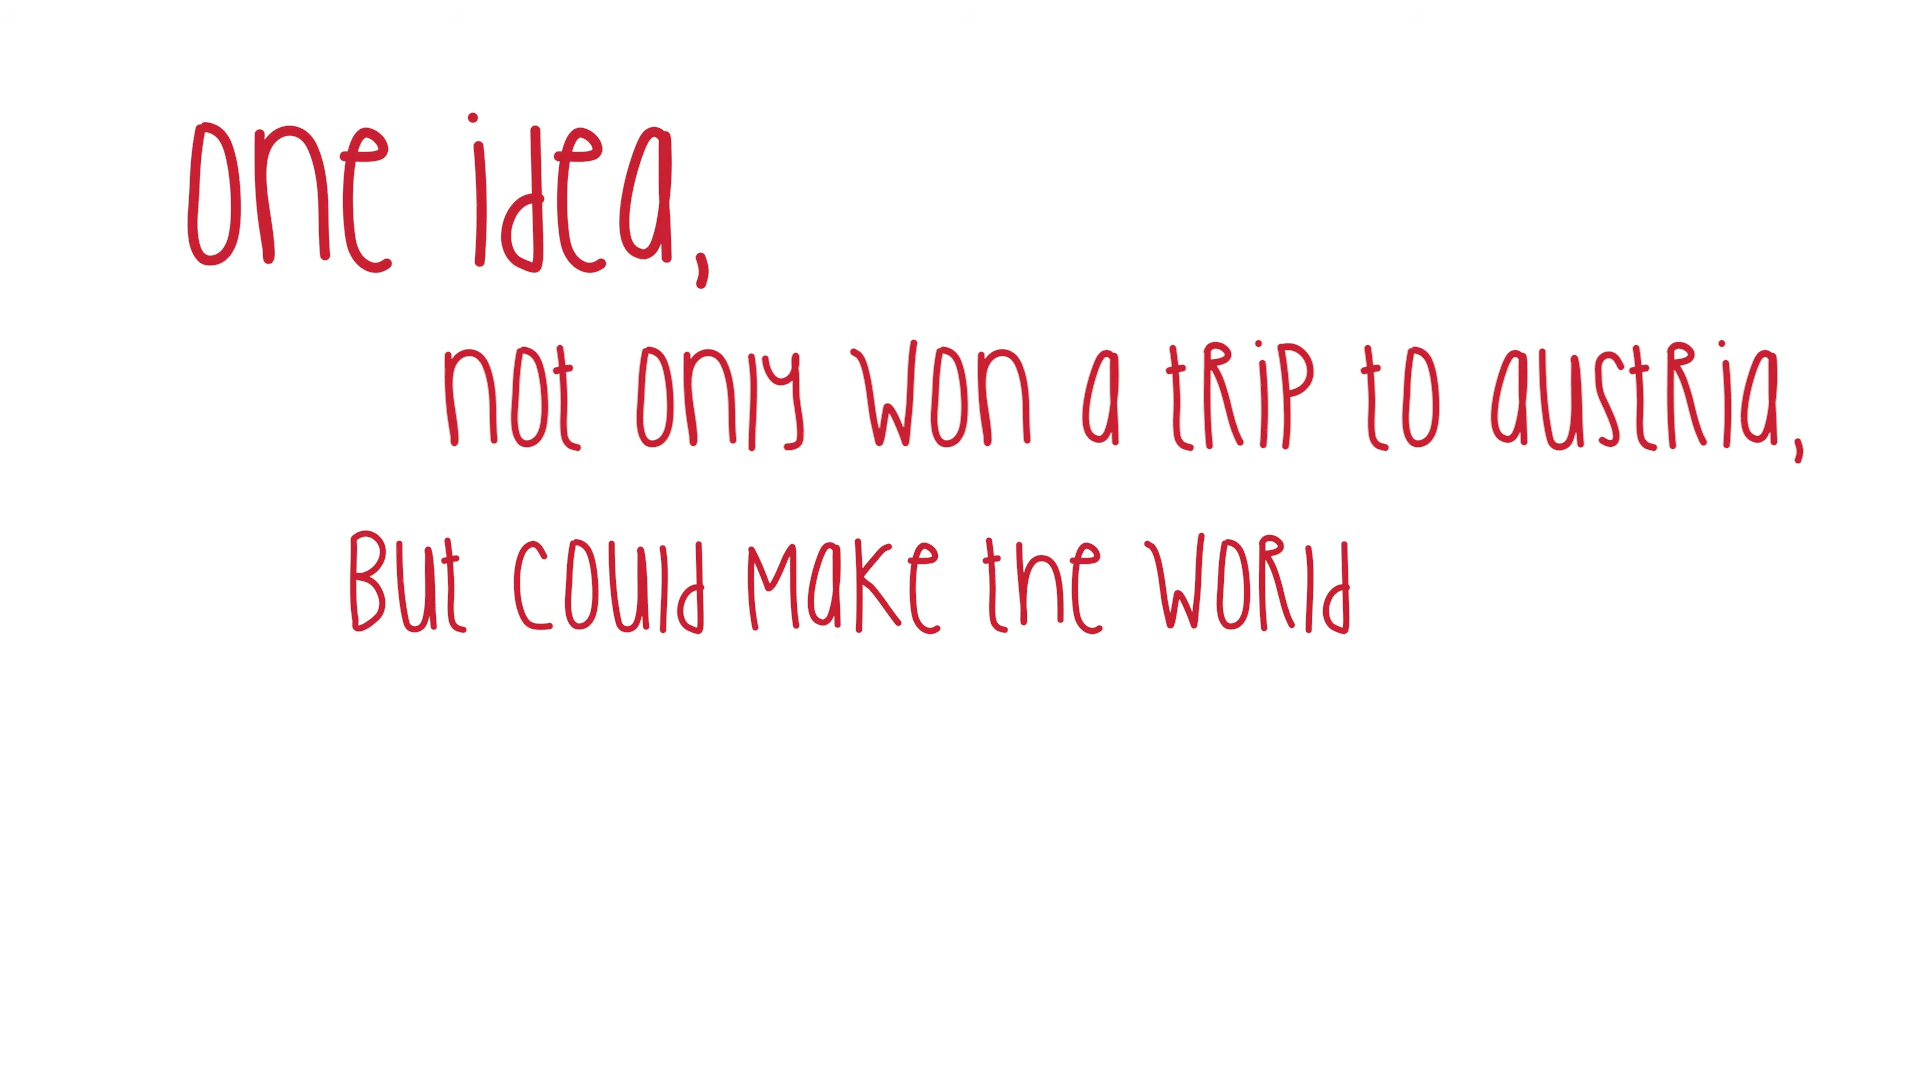 one idea,
not only won a tRip to austRia,
But could make the woRld